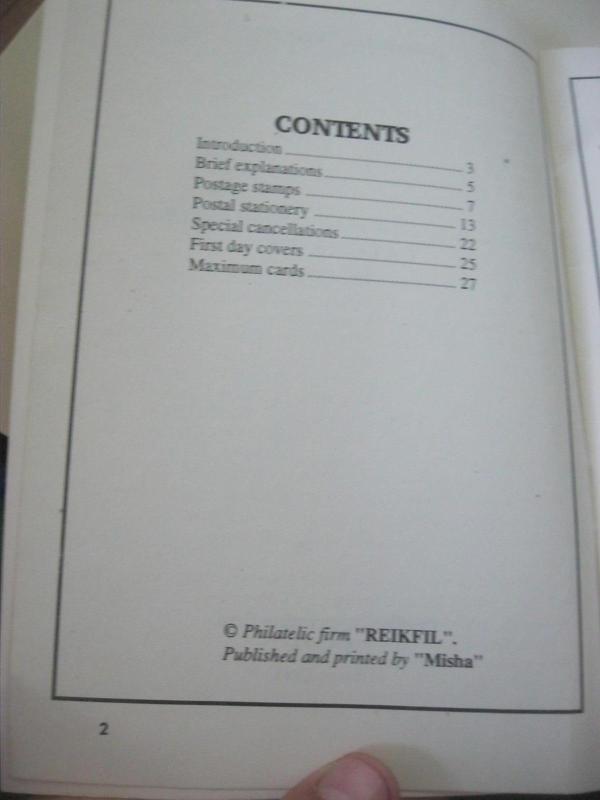 CONTENTS
Introduction 3
Brief explanations 5
Postage stamps 7
Postal stationery 13
Special cancellations 22
First day covers 25
Maximum cards 27
© Philatelic firm "REIKFIL".
Published and printed by "Misha"
2